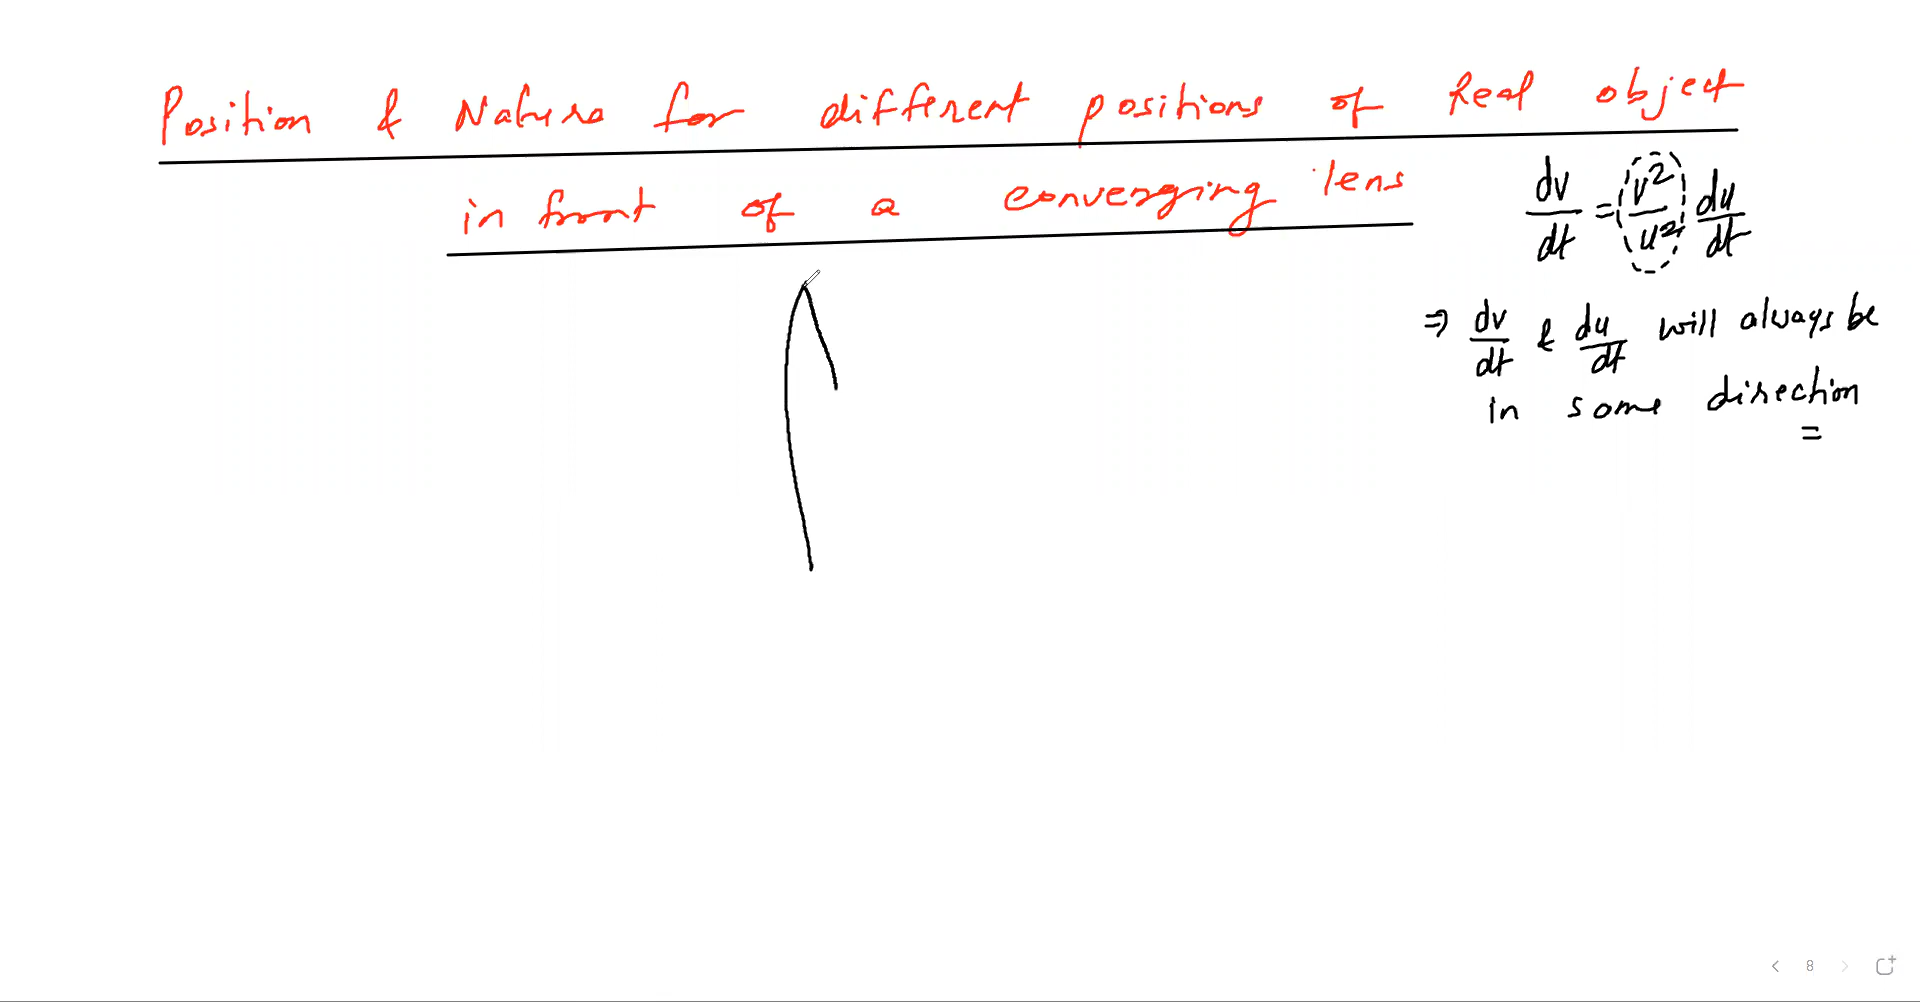 Position & Nature for different positions of Real object
in front of a converging lens
dv/dt = v²/u² du/dt
⇒ dv/dt & du/dt will always be
in same direction
8